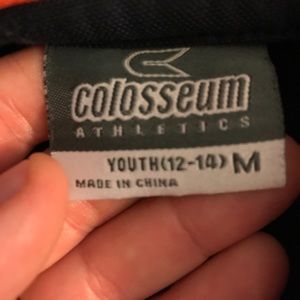 colosseum
ATHLETICS
YOUTH(12-14) M
MADE IN CHINA